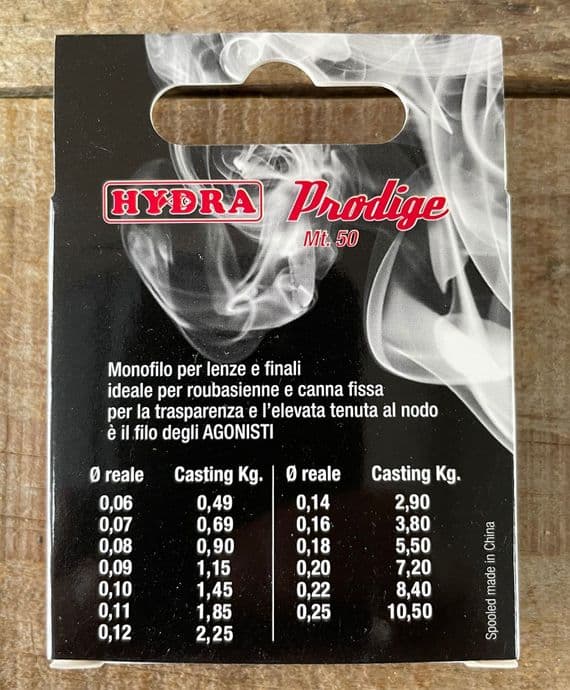 HYDRA Prodige
Mt. 50
Monofilo per lenze e finali
ideale per roubasienne e canna fissa
per la trasparenza e l'elevata tenuta al nodo
è il filo degli AGONISTI
Ø reale Casting Kg. Ø reale Casting Kg.
0,06 0,49 0,14 2,90
0,07 0,69 0,16 3,80
0,08 0,90 0,18 5,50
0,09 1,15 0,20 7,20
0,10 1,45 0,22 8,40
0,11 1,85 0,25 10,50
0,12 2,25
Spooled made in China